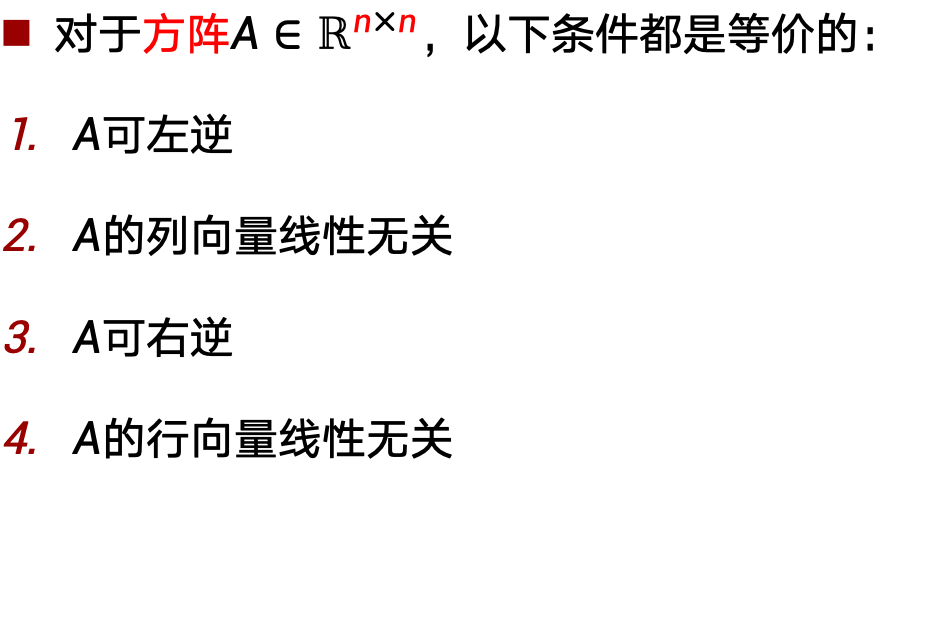 ■ 对于方阵A ∈ ℝⁿˣⁿ，以下条件都是等价的：
1. A可左逆
2. A的列向量线性无关
3. A可右逆
4. A的行向量线性无关